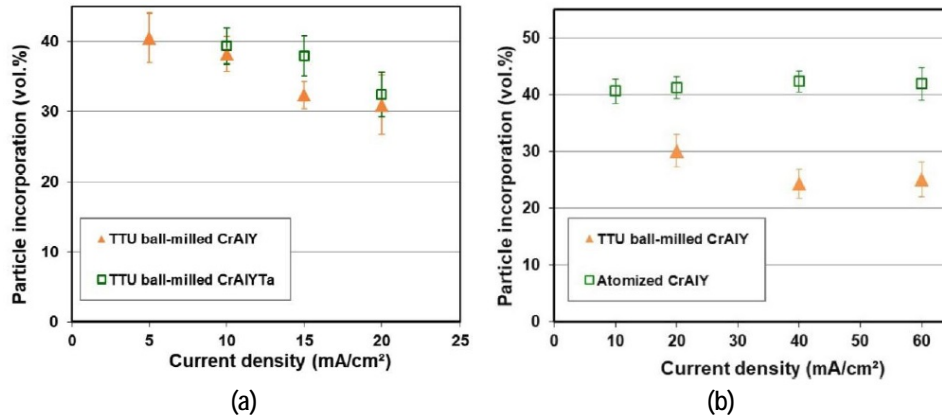 Particle incorporation (vol.%)
40
30
20
10
0
TTU ball-milled CrAlY
TTU ball-milled CrAlYTa
0 5 10 15 20 25
Current density (mA/cm²)
(a)
Particle incorporation (vol.%)
50
40
30
20
10
0
TTU ball-milled CrAlY
Atomized CrAlY
0 10 20 30 40 50 60
Current density (mA/cm²)
(b)